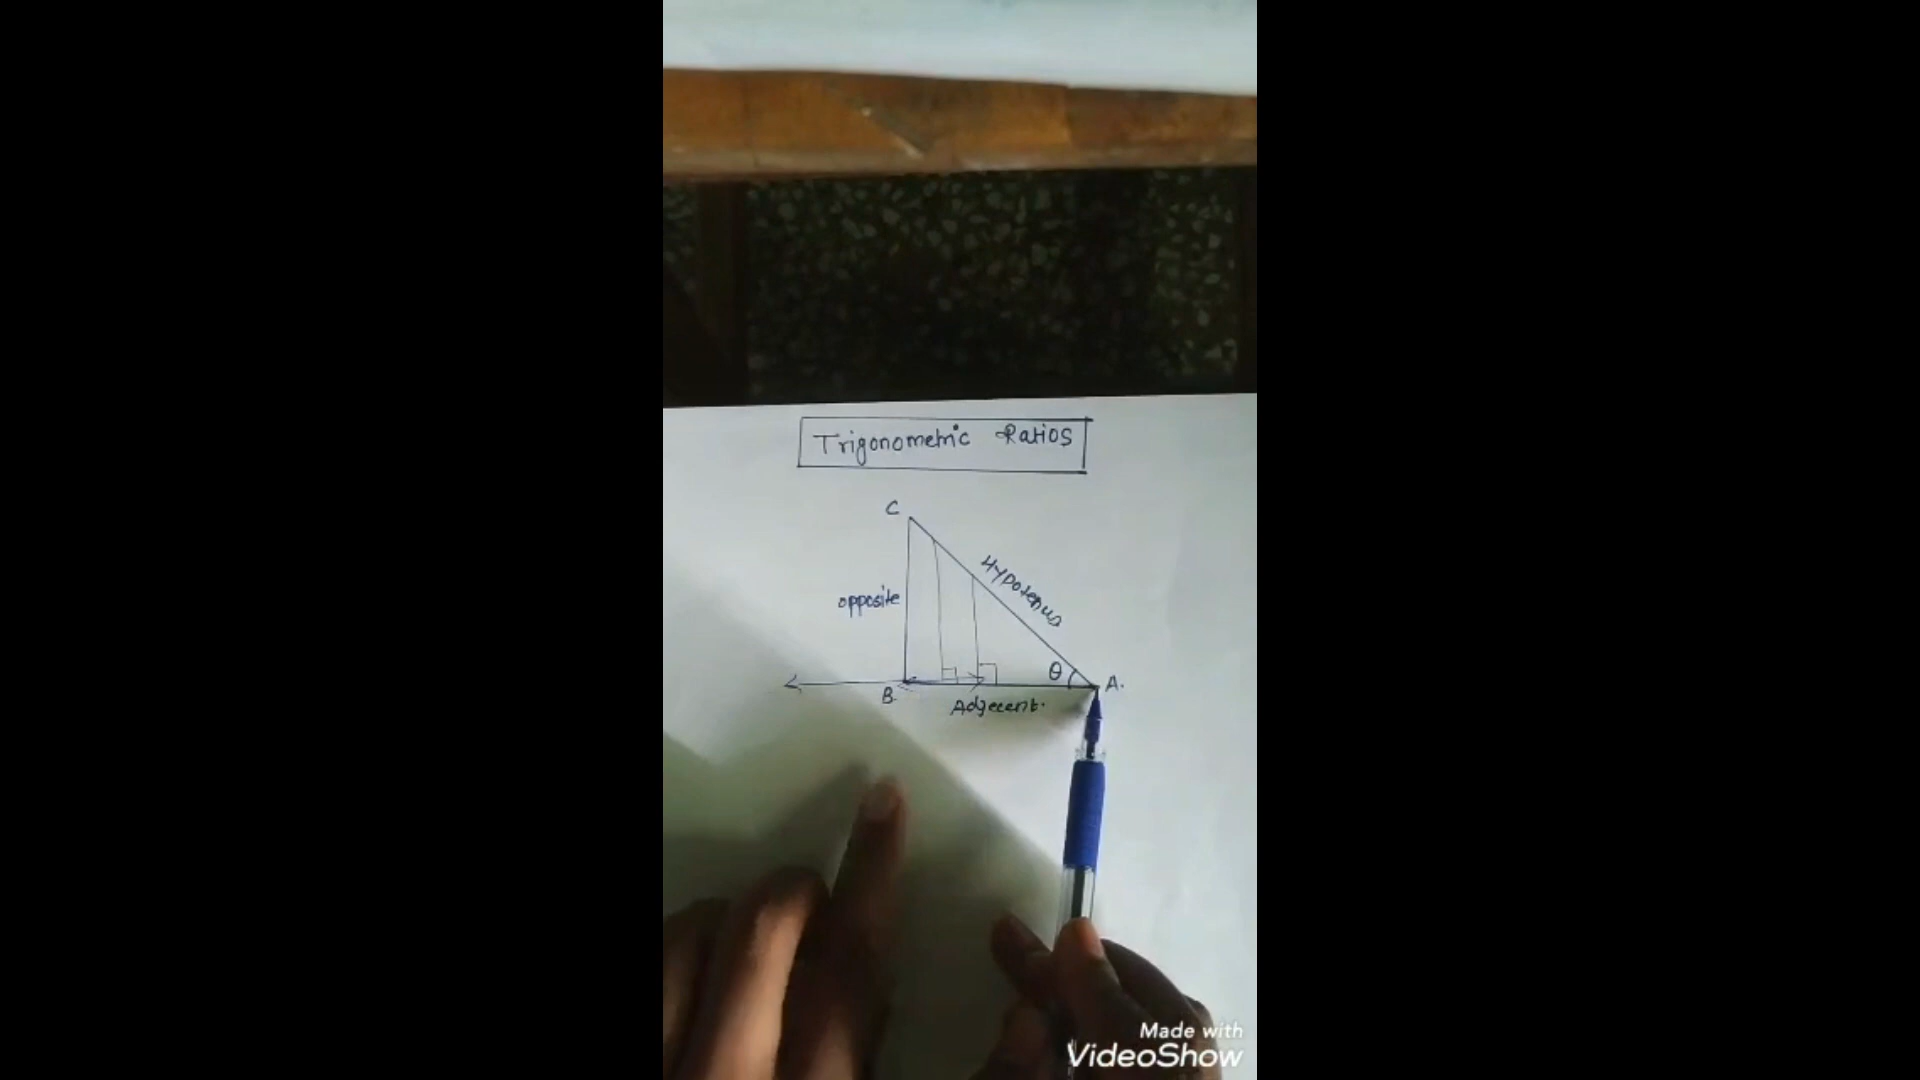 Trigonometric Ratios
C
opposite
Hypotenus
θ
A.
B.
Adjecent.
Made with
VideoShow